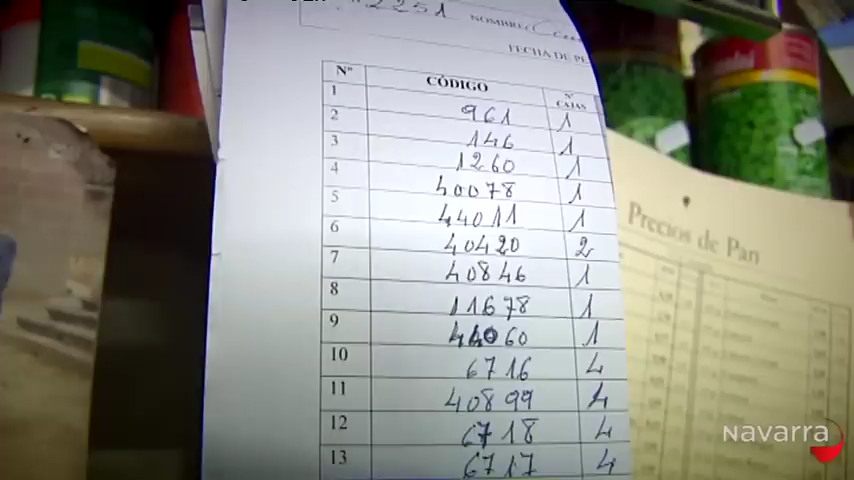 2251 NOMBRE:
FECHA DE PE
Nº CÓDIGO Nº CAJAS
1 961 1
2 146 1
3 1260 1
4 40078 1
5 44011 1
6 40420 2
7 40846 1
8 11678 1
9 44060 1
10 6716 4
11 40899 4
12 6718 4
13 6717 4
Precios de Pan
navarra